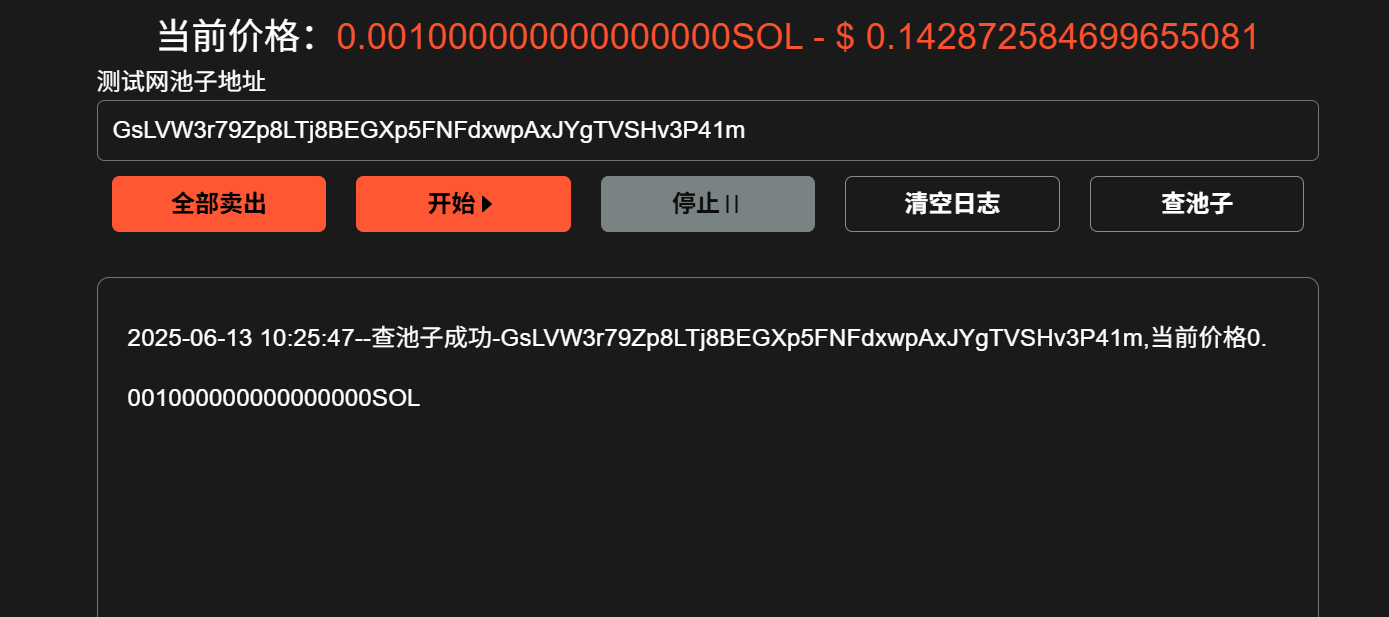 当前价格：0.001000000000000000SOL - $ 0.142872584699655081
测试网池子地址
GsLVW3r79Zp8LTj8BEGXp5FNFdxwpAxJYgTVSHv3P41m
全部卖出 开始 停止 清空日志 查池子
2025-06-13 10:25:47--查池子成功-GsLVW3r79Zp8LTj8BEGXp5FNFdxwpAxJYgTVSHv3P41m,当前价格0.
001000000000000000SOL